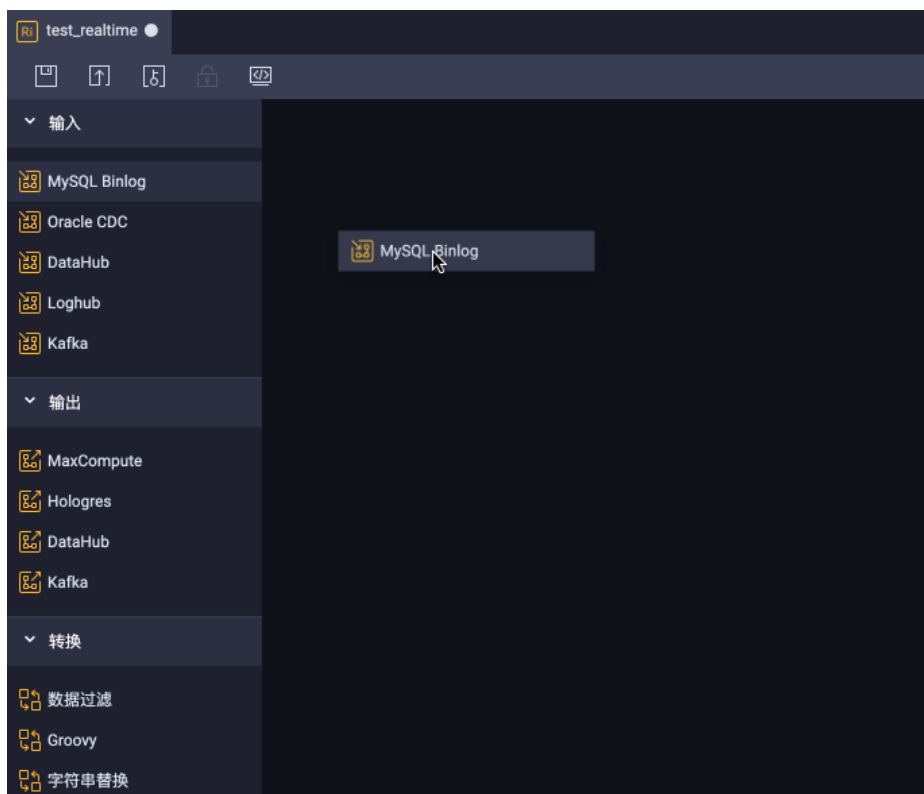 Ri test_realtime
输入
MySQL Binlog
Oracle CDC
DataHub
Loghub
Kafka
输出
MaxCompute
Hologres
DataHub
Kafka
转换
数据过滤
Groovy
字符串替换
MySQL Binlog